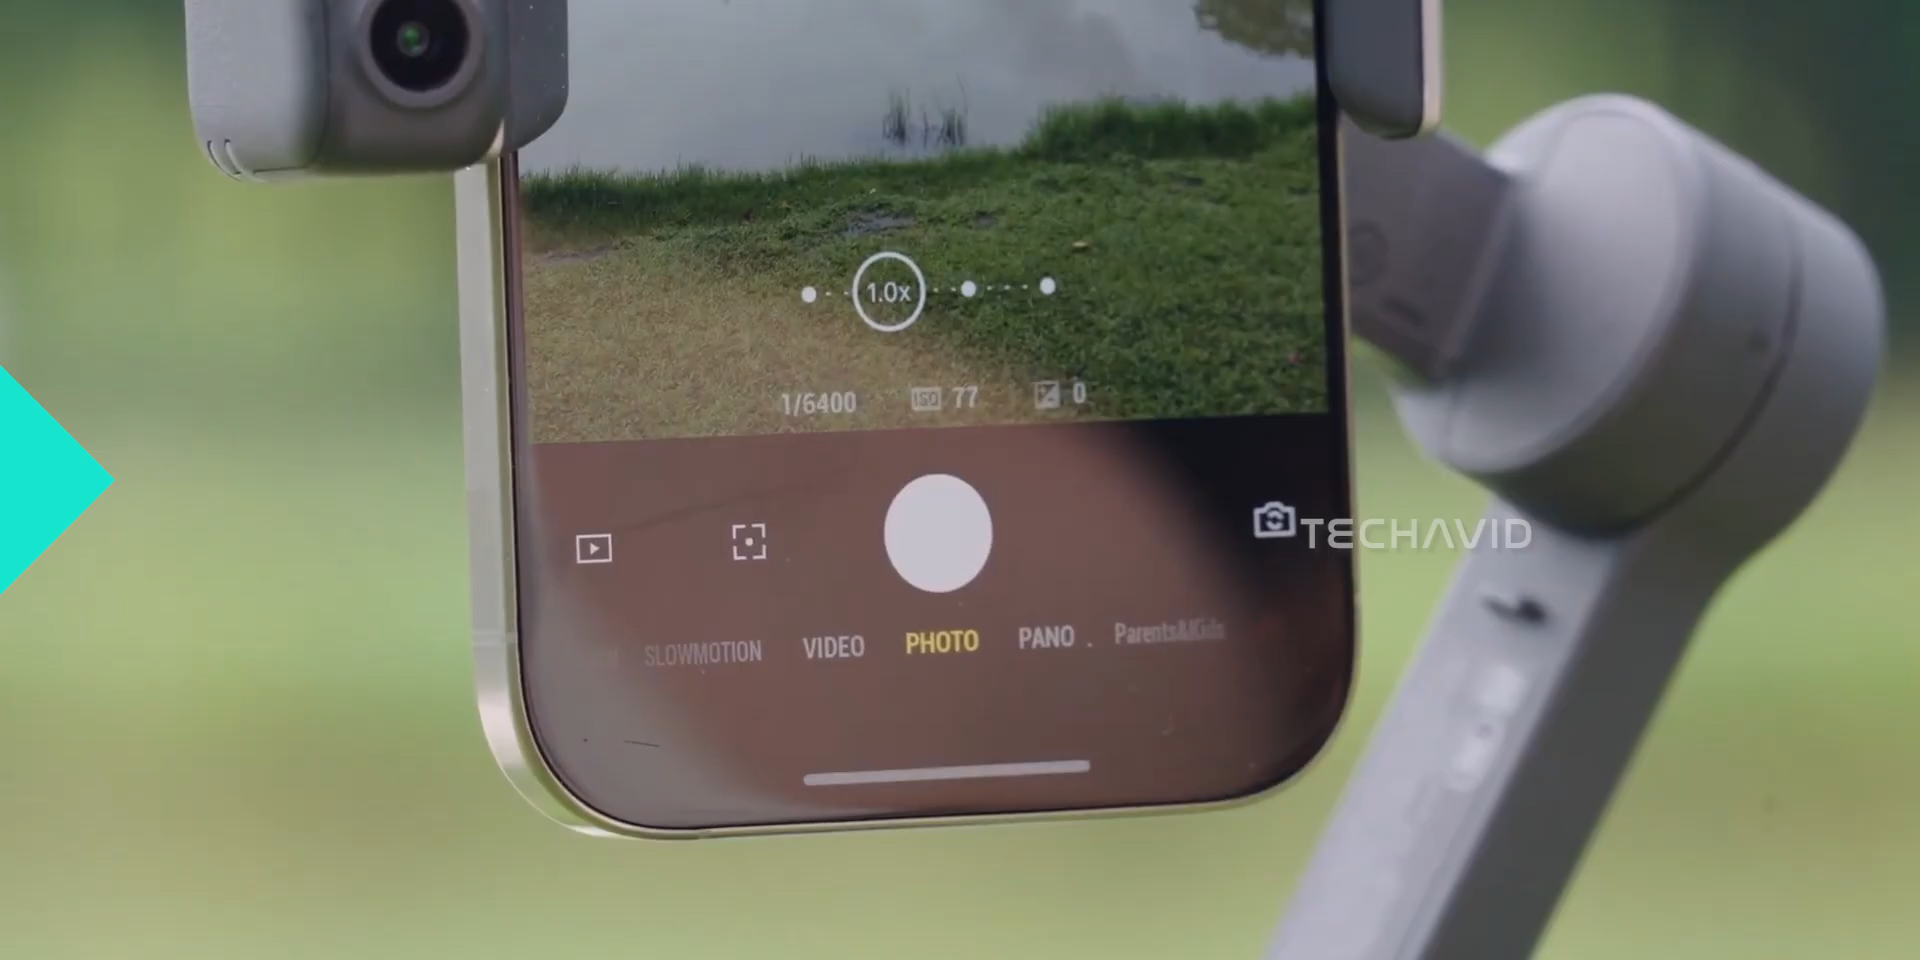 1.0x
1/6400 ISO 77 0
TECHAVID
SLOWMOTION VIDEO PHOTO PANO Parents&Kids